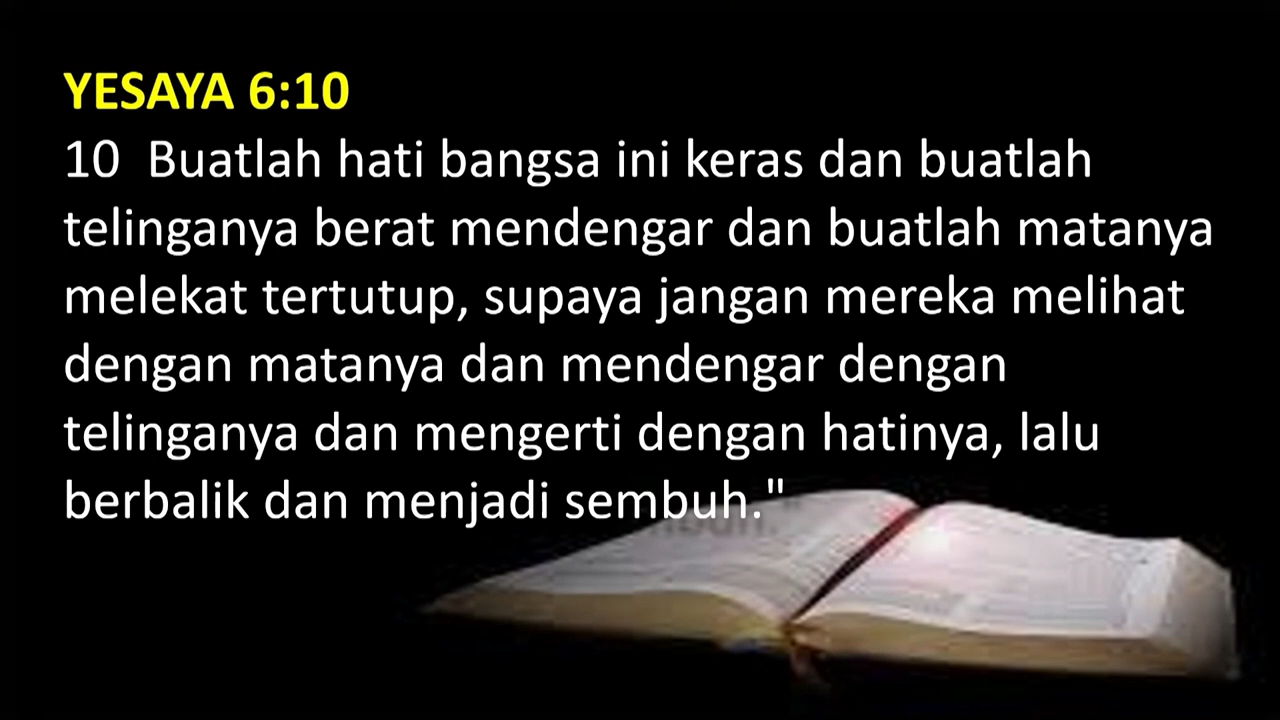 YESAYA 6:10
10  Buatlah hati bangsa ini keras dan buatlah
telinganya berat mendengar dan buatlah matanya
melekat tertutup, supaya jangan mereka melihat
dengan matanya dan mendengar dengan
telinganya dan mengerti dengan hatinya, lalu
berbalik dan menjadi sembuh."